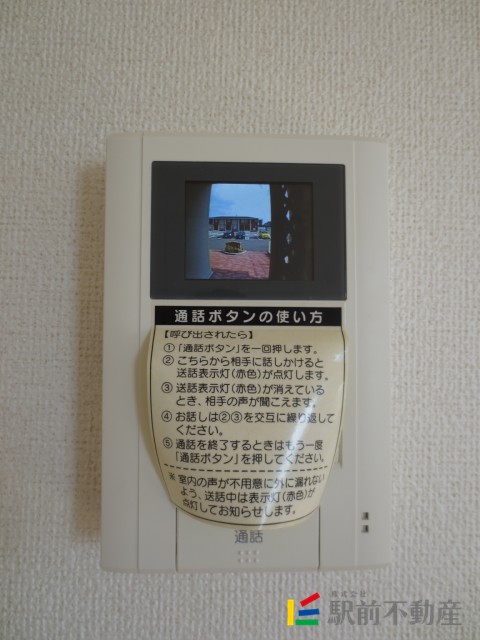 通話ボタンの使い方
【呼び出されたら】
①「通話ボタン」を一回押します。
②こちらから相手に話しかけると
送話表示灯(赤色)が点灯します。
③送話表示灯(赤色)が消えている
とき、相手の声が聞こえます。
④お話しは②③を交互に繰り返して
ください。
⑤通話を終了するときはもう一度
「通話ボタン」を押してください。
※室内の声が不用意に外に漏れない
よう、送話中は表示灯(赤色)が
点灯してお知らせします。
通話
株式会社
駅前不動産